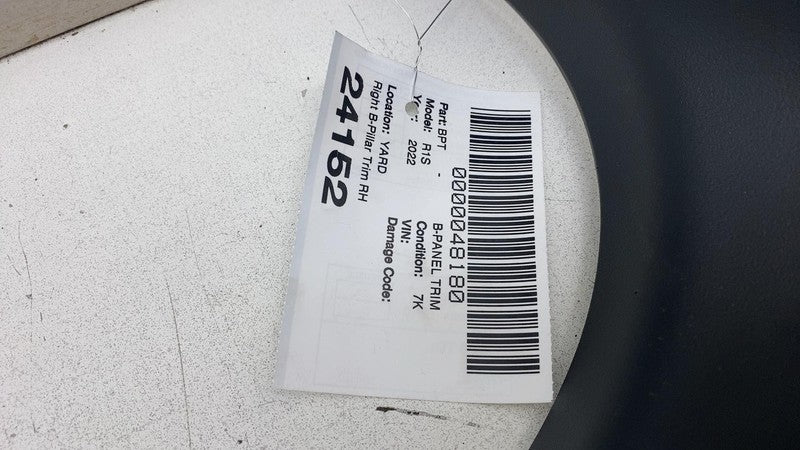 0000048180
Part: BPT - B-PANEL TRIM
Model: R1S Condition: 7K
2022 VIN:
Damage Code:
Location: YARD
Right B-Pillar Trim RH
24152